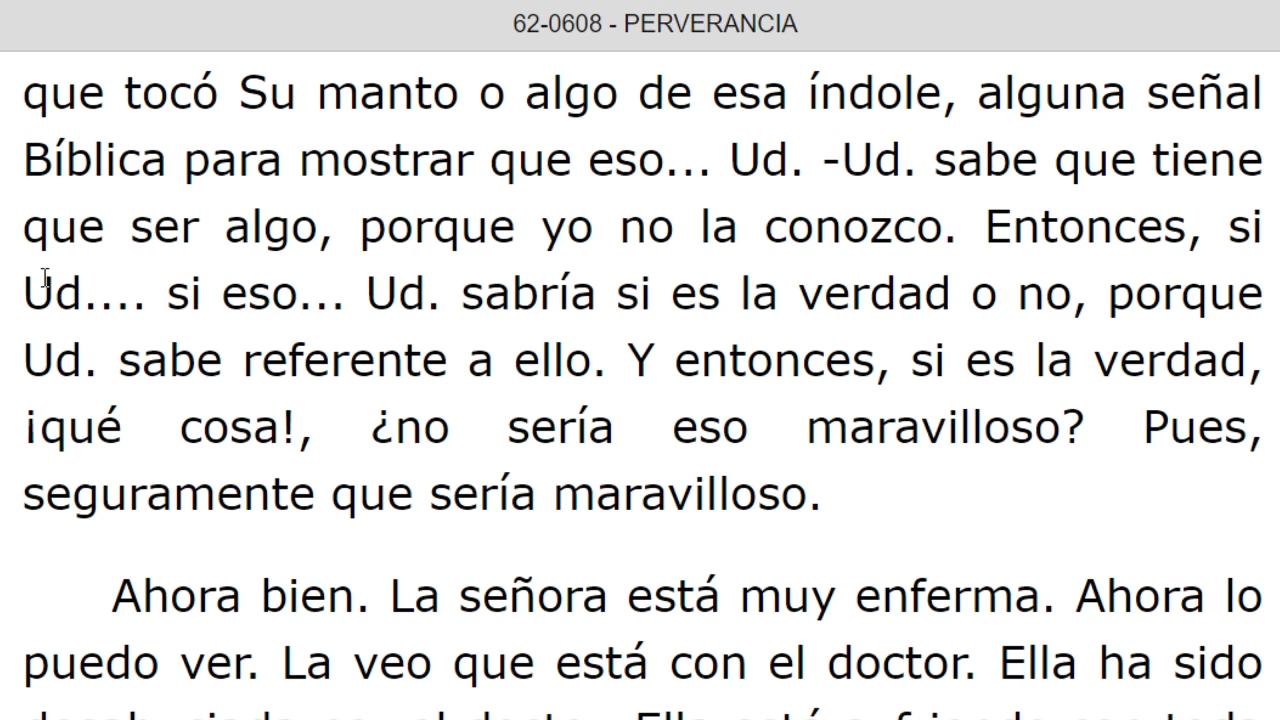 62-0608 - PERVERANCIA
que tocó Su manto o algo de esa índole, alguna señal
Bíblica para mostrar que eso... Ud. -Ud. sabe que tiene
que ser algo, porque yo no la conozco. Entonces, si
Ud.... si eso... Ud. sabría si es la verdad o no, porque
Ud. sabe referente a ello. Y entonces, si es la verdad,
¡qué cosa!, ¿no sería eso maravilloso? Pues,
seguramente que sería maravilloso.
Ahora bien. La señora está muy enferma. Ahora lo
puedo ver. La veo que está con el doctor. Ella ha sido